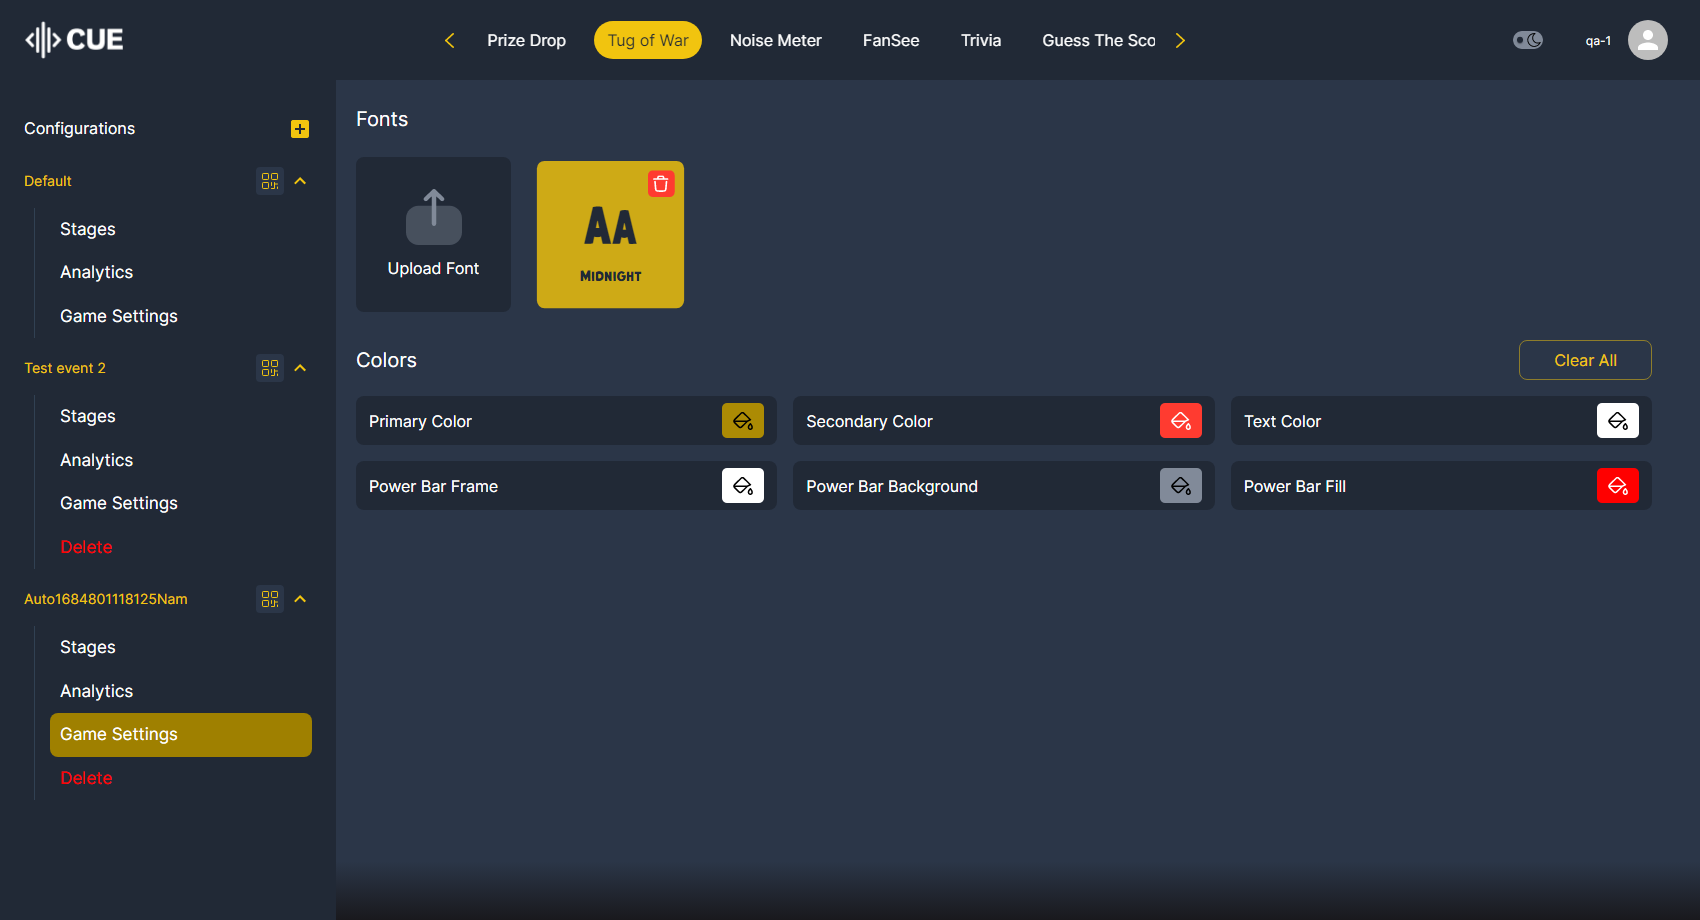 CUE
Prize Drop
Tug of War
Noise Meter
FanSee
Trivia
Guess The Sco
qa-1
Configurations
Default
Stages
Analytics
Game Settings
Test event 2
Stages
Analytics
Game Settings
Delete
Auto1684801118125Nam
Stages
Analytics
Game Settings
Delete
Fonts
Upload Font
AA
MIDNIGHT
Colors
Clear All
Primary Color
Secondary Color
Text Color
Power Bar Frame
Power Bar Background
Power Bar Fill